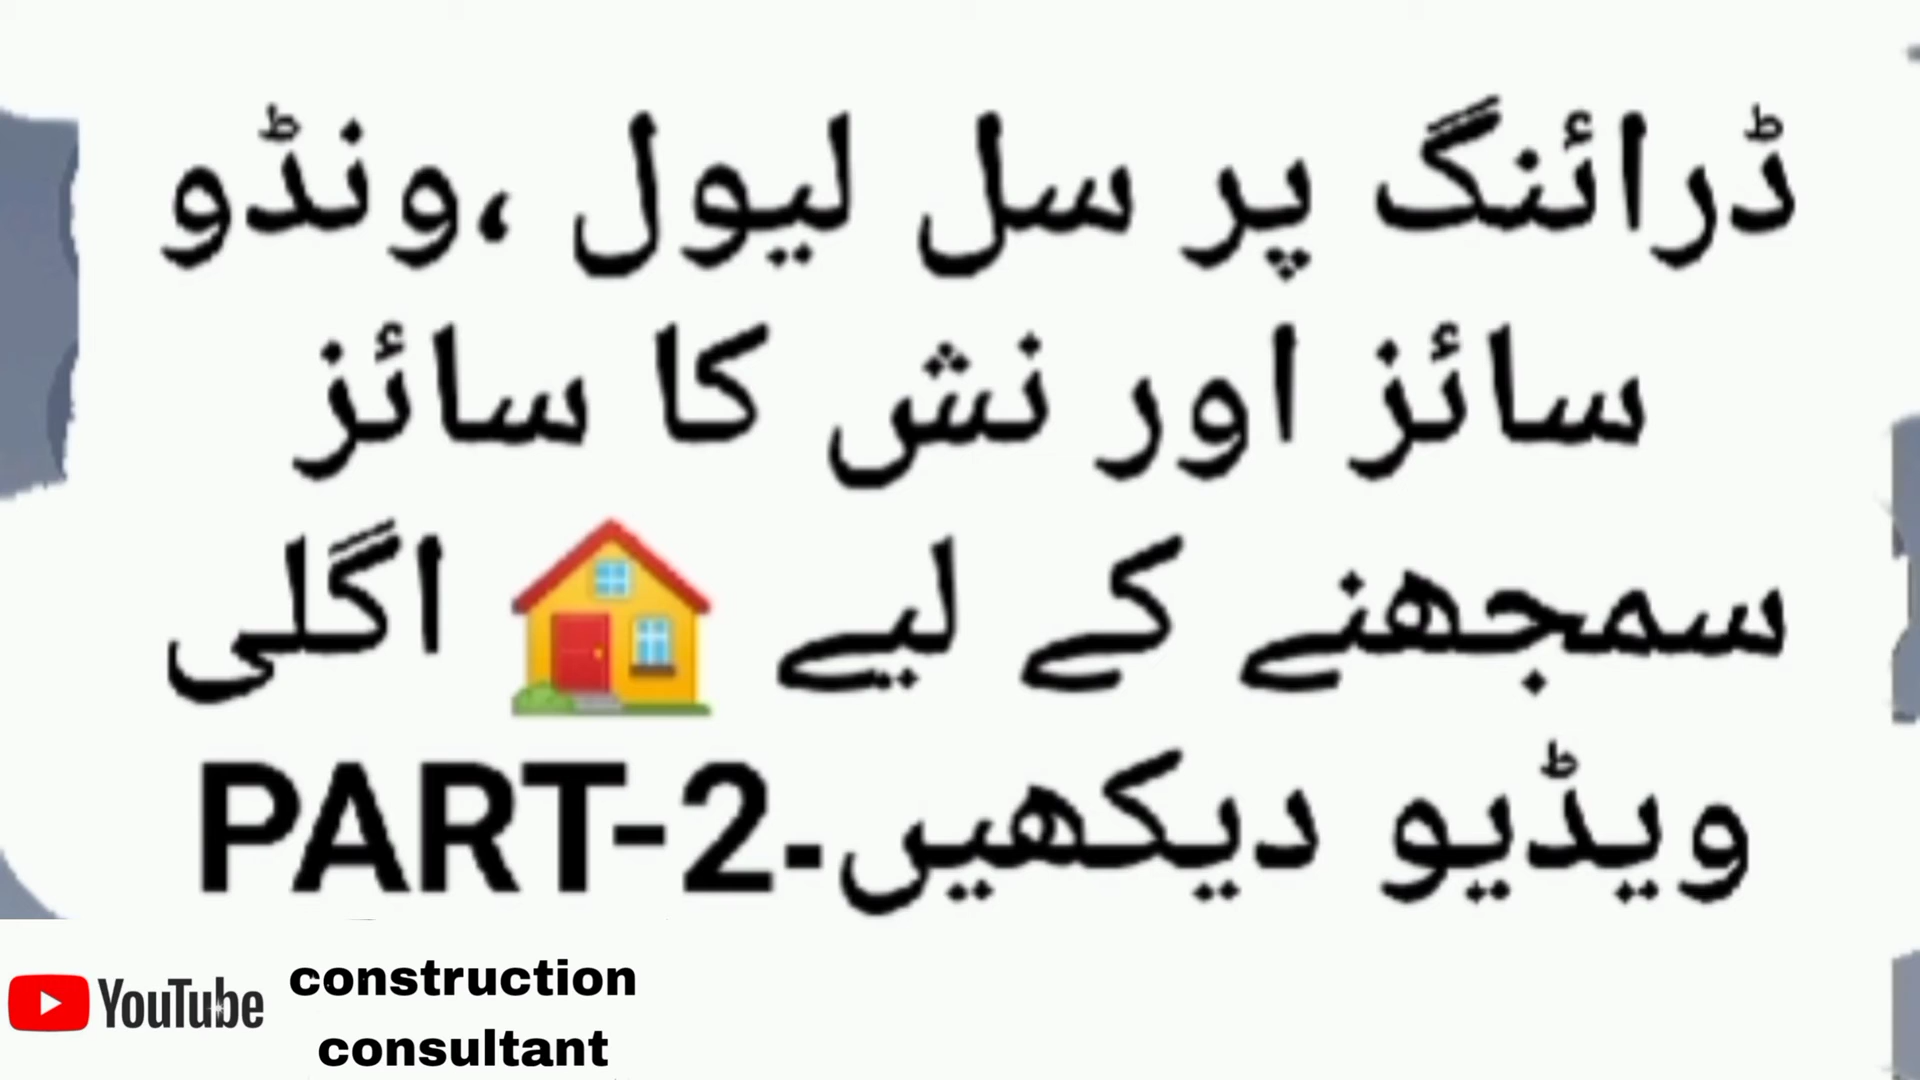 ڈرائنگ پر سل لیول ،ونڈو
سائز اور نش کا سائز
سمجھنے کے لیے 🏠 اگلی
ویڈیو دیکھیں۔PART-2
YouTube
construction
consultant